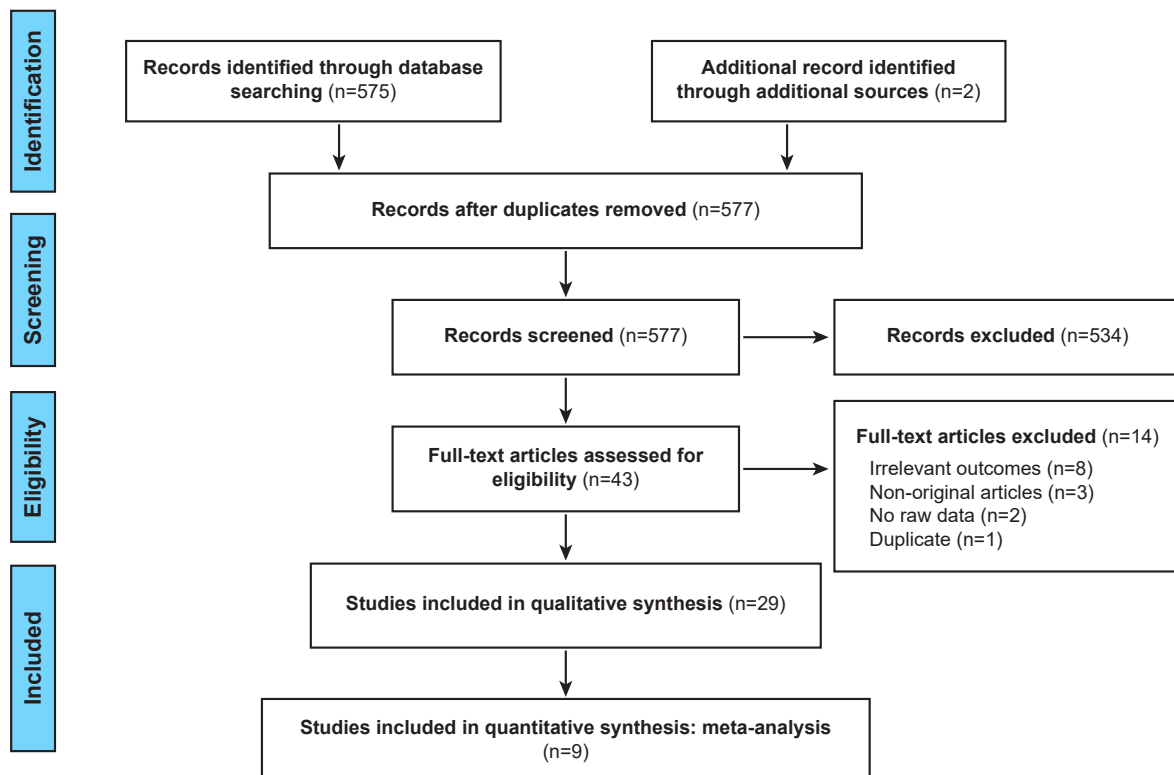 Identification
Records identified through database
searching (n=575)
Additional record identified
through additional sources (n=2)
Records after duplicates removed (n=577)
Screening
Records screened (n=577)
Records excluded (n=534)
Eligibility
Full-text articles assessed for
eligibility (n=43)
Full-text articles excluded (n=14)
Irrelevant outcomes (n=8)
Non-original articles (n=3)
No raw data (n=2)
Duplicate (n=1)
Included
Studies included in qualitative synthesis (n=29)
Studies included in quantitative synthesis: meta-analysis
(n=9)